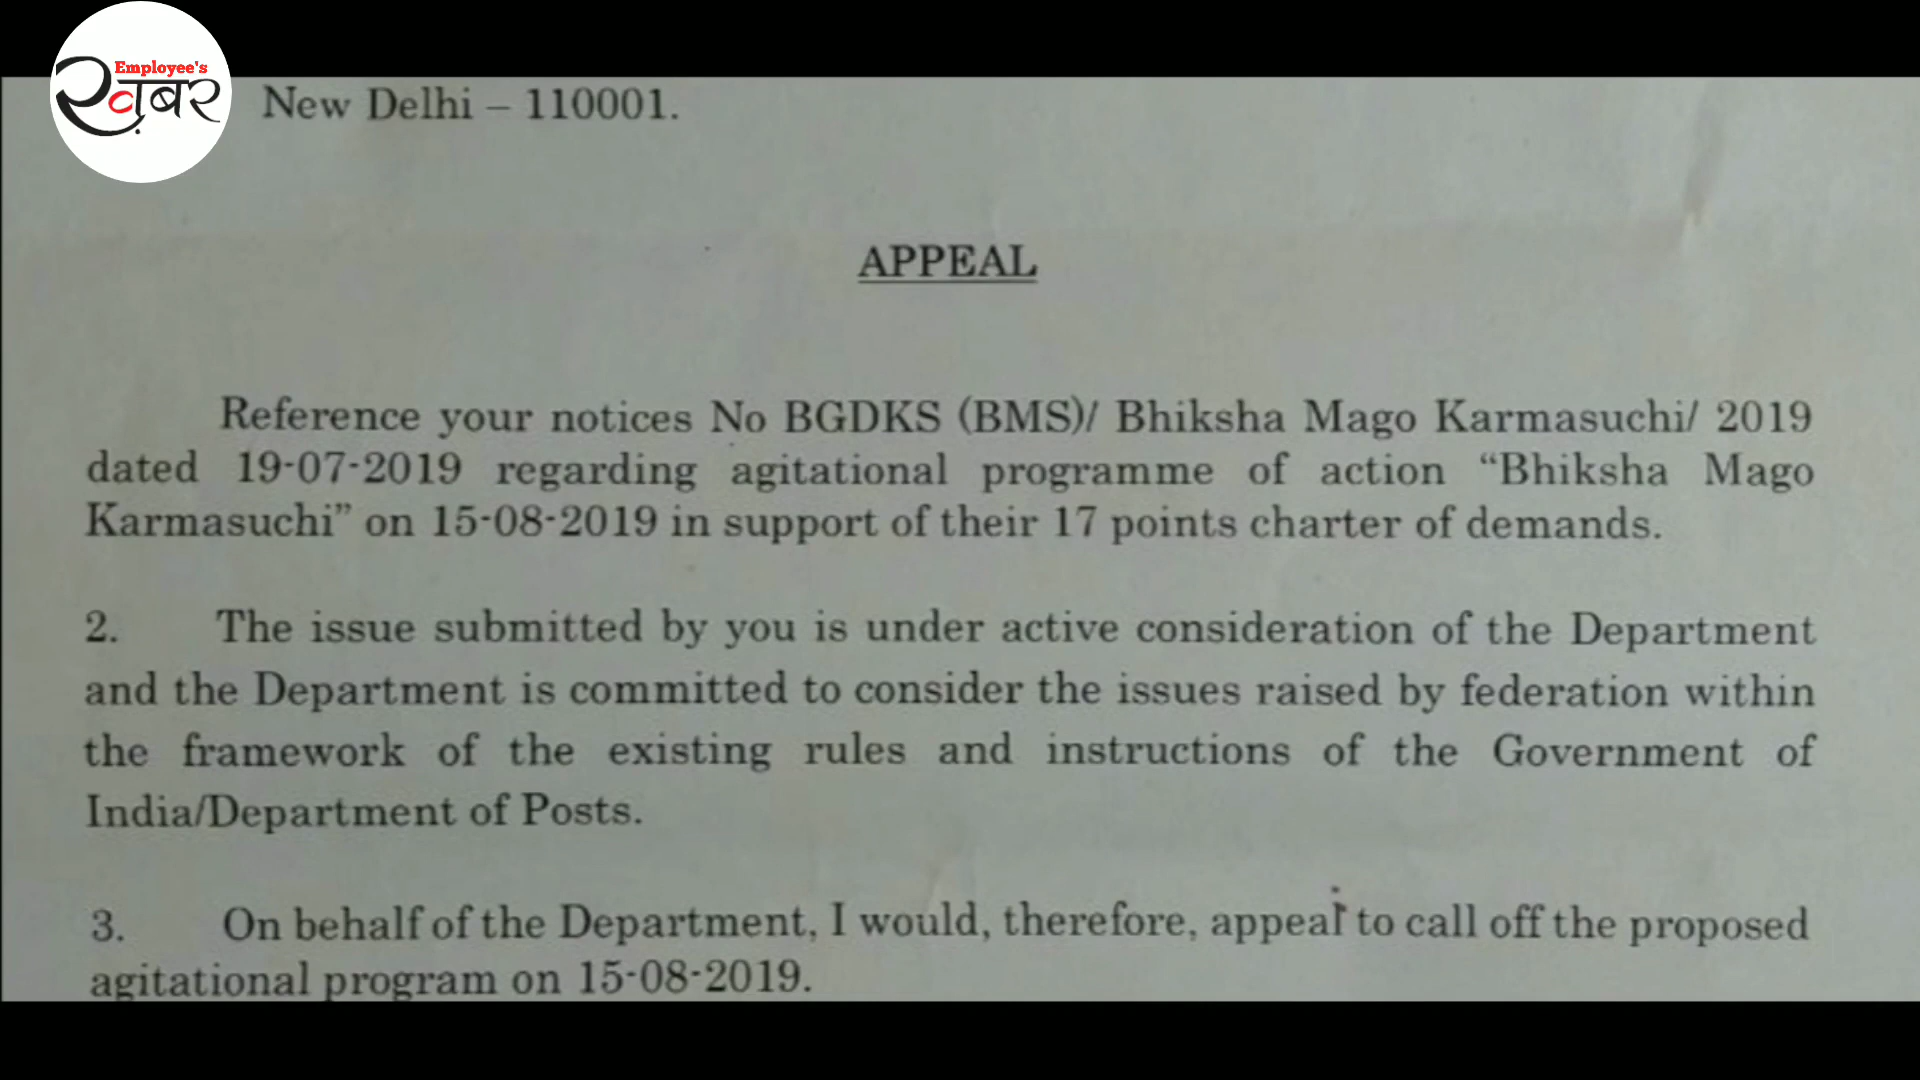 Employee's
ख़बर
New Delhi – 110001.
APPEAL
Reference your notices No BGDKS (BMS)/ Bhiksha Mago Karmasuchi/ 2019
dated 19-07-2019 regarding agitational programme of action “Bhiksha Mago
Karmasuchi” on 15-08-2019 in support of their 17 points charter of demands.
2. The issue submitted by you is under active consideration of the Department
and the Department is committed to consider the issues raised by federation within
the framework of the existing rules and instructions of the Government of
India/Department of Posts.
3. On behalf of the Department, I would, therefore, appeal to call off the proposed
agitational program on 15-08-2019.